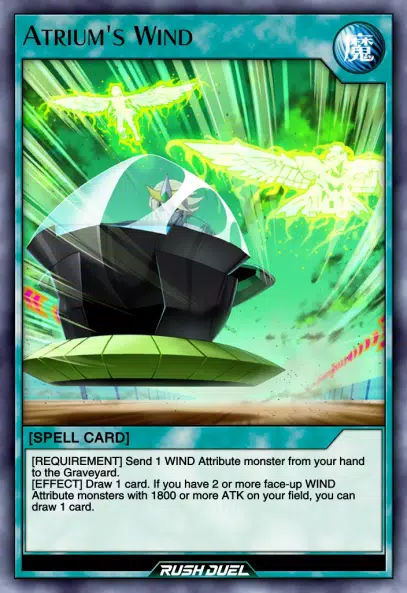 Atrium's Wind
魔
[SPELL CARD]
[REQUIREMENT] Send 1 WIND Attribute monster from your hand
to the Graveyard.
[EFFECT] Draw 1 card. If you have 2 or more face-up WIND
Attribute monsters with 1800 or more ATK on your field, you can
draw 1 card.
RUSH DUEL